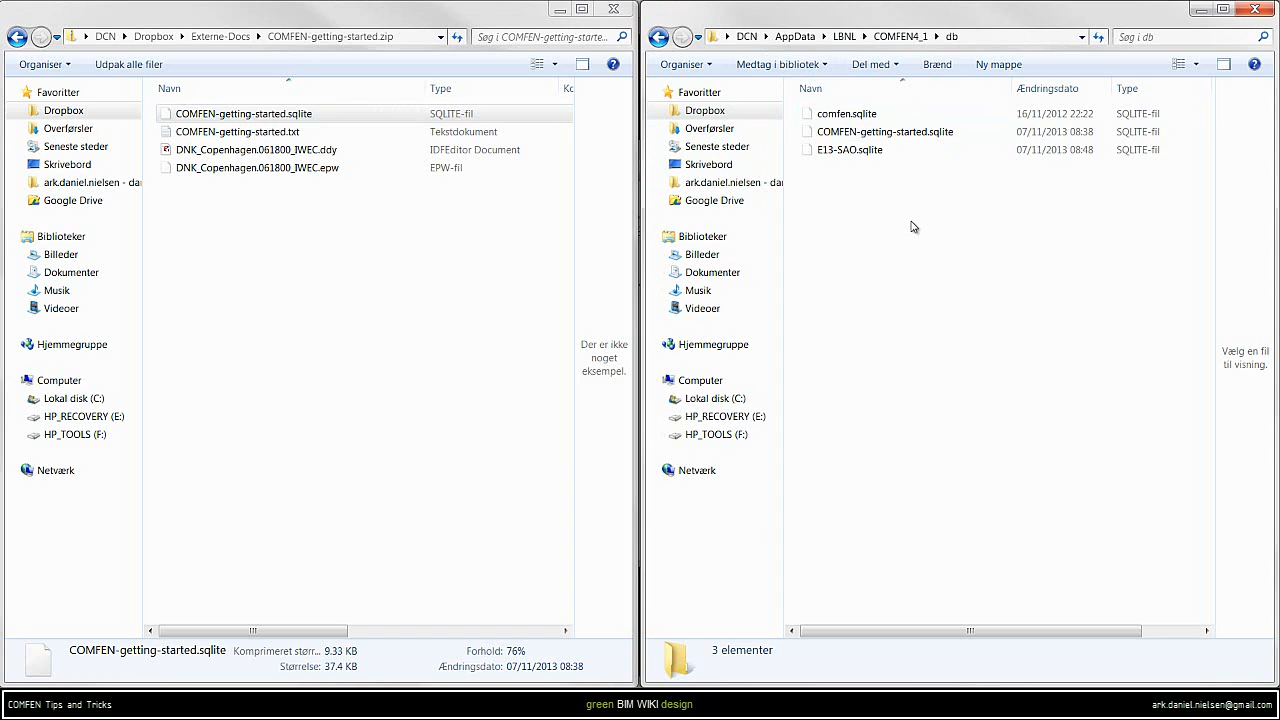 DCN Dropbox Externe-Docs COMFEN-getting-started.zip
Søg i COMFEN-getting-starte...
Organiser Udpak alle filer
Favoritter
Dropbox
Overførsler
Seneste steder
Skrivebord
ark.daniel.nielsen - da
Google Drive
Biblioteker
Billeder
Dokumenter
Musik
Videoer
Hjemmegruppe
Computer
Lokal disk (C:)
HP_RECOVERY (E:)
HP_TOOLS (F:)
Netværk
Navn Type Kc
COMFEN-getting-started.sqlite SQLITE-fil
COMFEN-getting-started.txt Tekstdokument
DNK_Copenhagen.061800_IWEC.ddy IDFEditor Document
DNK_Copenhagen.061800_IWEC.epw EPW-fil
Der er ikke
noget
eksempel.
COMFEN-getting-started.sqlite Komprimeret størr... 9.33 KB Forhold: 76%
Størrelse: 37.4 KB Ændringsdato: 07/11/2013 08:38
DCN AppData LBNL COMFEN4_1 db
Søg i db
Organiser Medtag i bibliotek Del med Brænd Ny mappe
Favoritter
Dropbox
Overførsler
Seneste steder
Skrivebord
ark.daniel.nielsen - da
Google Drive
Biblioteker
Billeder
Dokumenter
Musik
Videoer
Hjemmegruppe
Computer
Lokal disk (C:)
HP_RECOVERY (E:)
HP_TOOLS (F:)
Netværk
Navn Ændringsdato Type
comfen.sqlite 16/11/2012 22:22 SQLITE-fil
COMFEN-getting-started.sqlite 07/11/2013 08:38 SQLITE-fil
E13-SAO.sqlite 07/11/2013 08:48 SQLITE-fil
Vælg en fil
til visning.
3 elementer
COMFEN Tips and Tricks
green BIM WIKI design
ark.daniel.nielsen@gmail.com